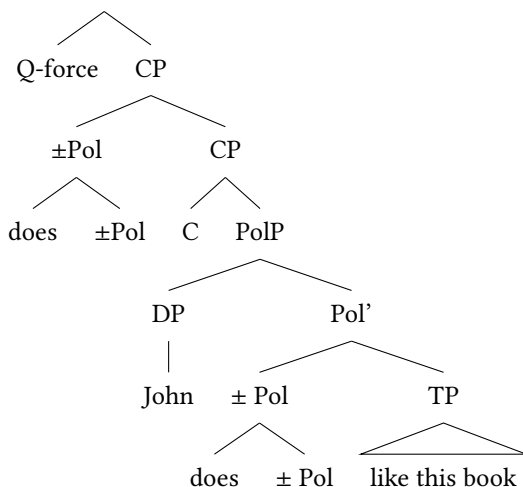 Q-force CP
±Pol CP
does ±Pol C PolP
DP Pol’
John ± Pol TP
does ± Pol like this book